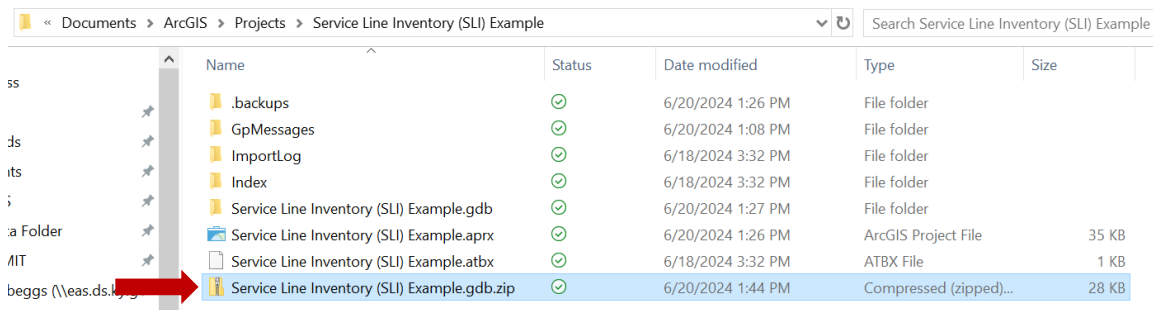 « Documents > ArcGIS > Projects > Service Line Inventory (SLI) Example
Search Service Line Inventory (SLI) Example
Name Status Date modified Type Size
.backups 6/20/2024 1:26 PM File folder
GpMessages 6/20/2024 1:08 PM File folder
ImportLog 6/18/2024 3:32 PM File folder
Index 6/18/2024 3:32 PM File folder
Service Line Inventory (SLI) Example.gdb 6/20/2024 1:27 PM File folder
Service Line Inventory (SLI) Example.aprx 6/20/2024 1:26 PM ArcGIS Project File 35 KB
Service Line Inventory (SLI) Example.atbx 6/18/2024 3:32 PM ATBX File 1 KB
Service Line Inventory (SLI) Example.gdb.zip 6/20/2024 1:44 PM Compressed (zipped)... 28 KB
ss
ds
nts
ta Folder
MIT
beggs (\\eas.ds.ky.g